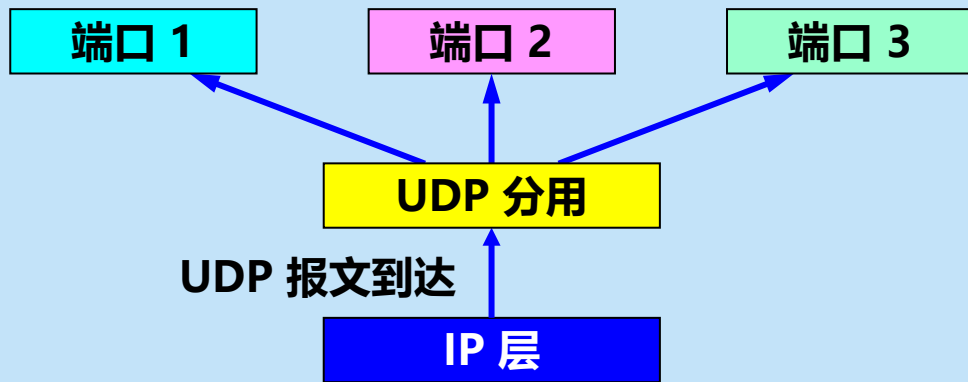 端口 1
端口 2
端口 3
UDP 分用
UDP 报文到达
IP 层